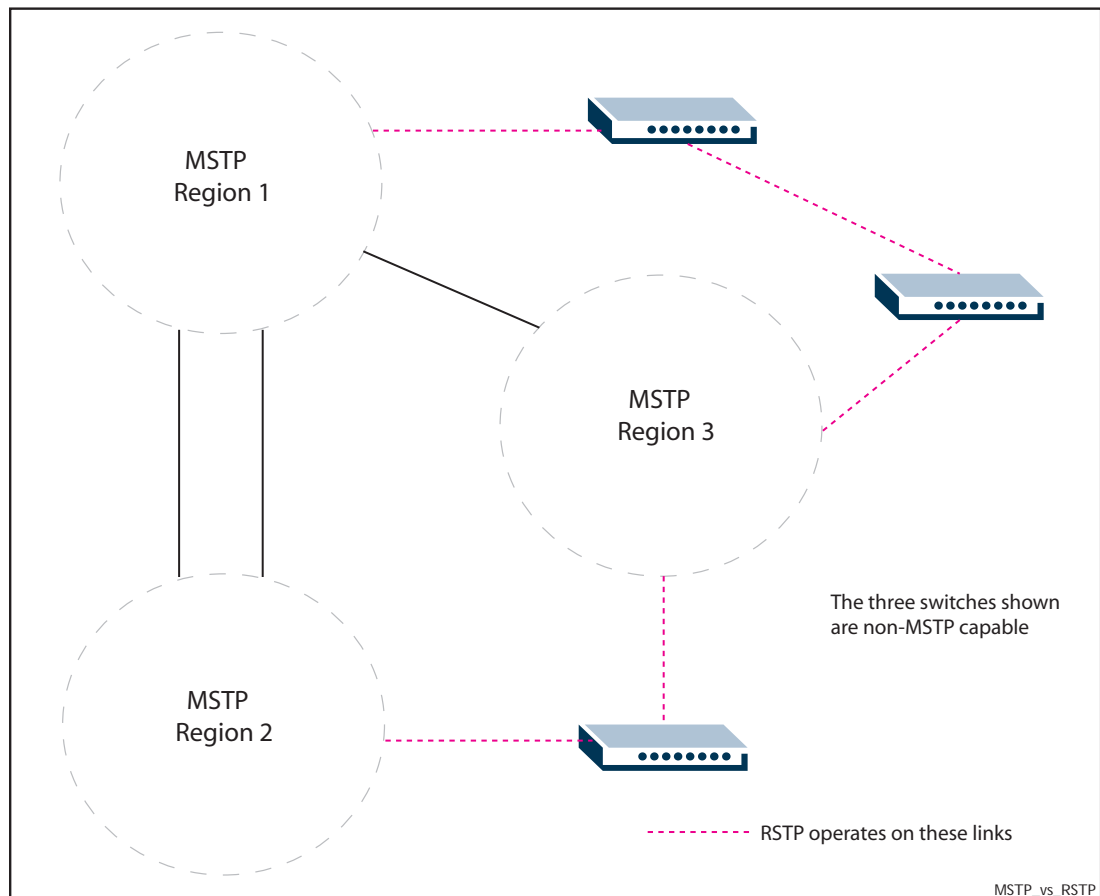 MSTP
Region 1
MSTP
Region 3
The three switches shown
are non-MSTP capable
MSTP
Region 2
RSTP operates on these links
MSTP_vs_RSTP